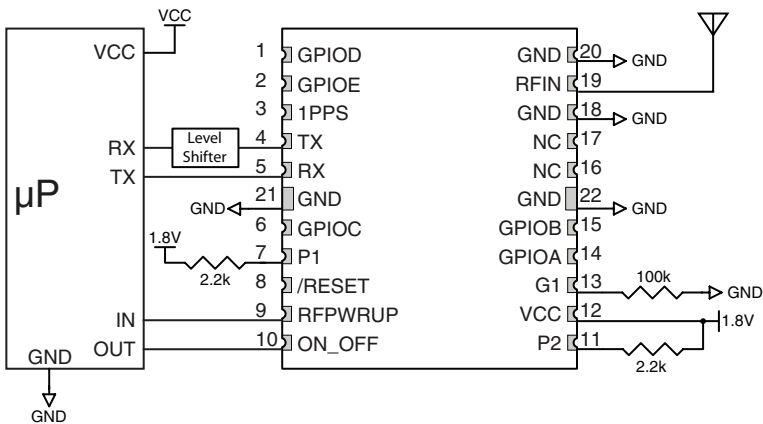 VCC
μP
VCC
RX
TX
IN
OUT
GND
GND
Level
Shifter
1.8V
2.2k
GND
1 GPIOD
2 GPIOE
3 1PPS
4 TX
5 RX
21 GND
6 GPIOC
7 P1
8 /RESET
9 RFPWRUP
10 ON_OFF
GND 20 GND
RFIN 19
GND 18 GND
NC 17
NC 16
GND 22 GND
GPIOB 15
GPIOA 14
G1 13 100k GND
VCC 12 1.8V
P2 11 2.2k